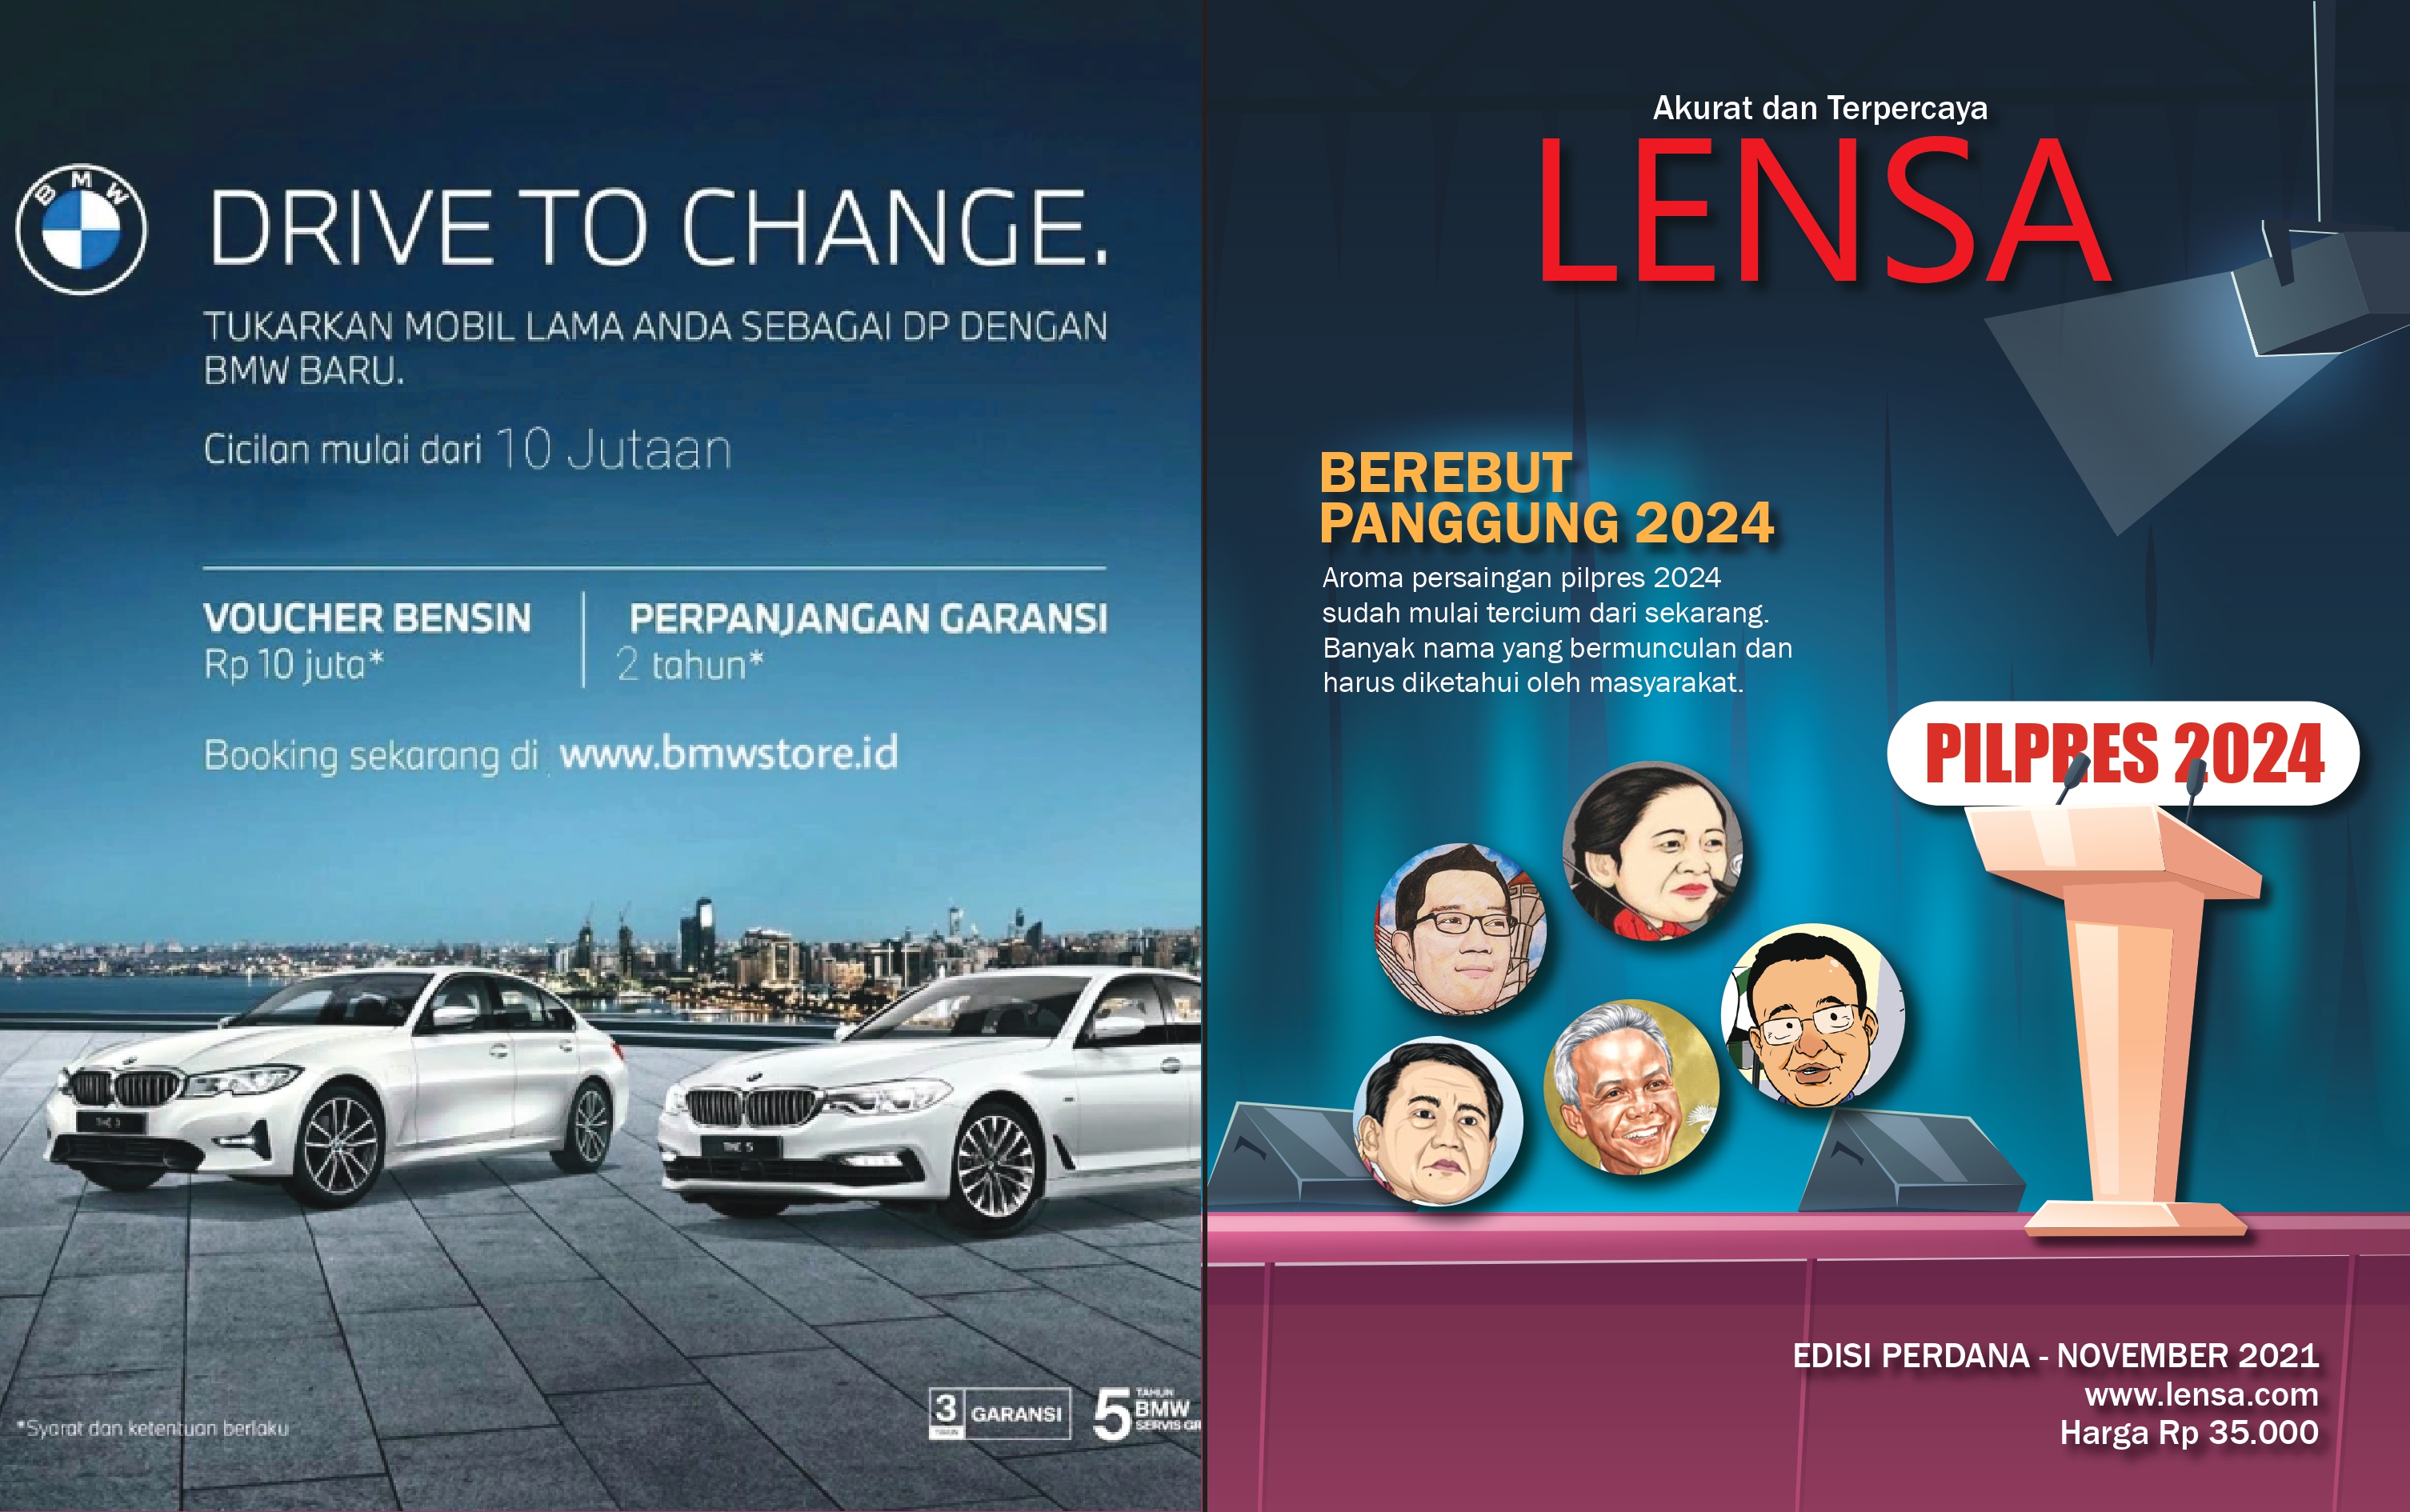 BMW
DRIVE TO CHANGE.
TUKARKAN MOBIL LAMA ANDA SEBAGAI DP DENGAN
BMW BARU.
Cicilan mulai dari 10 Jutaan
VOUCHER BENSIN
Rp 10 juta*
PERPANJANGAN GARANSI
2 tahun*
Booking sekarang di www.bmwstore.id
THE 3
THE 5
*Syarat dan ketentuan berlaku
3
TAHUN
GARANSI
5
TAHUN
BMW
SERVIS GR
Akurat dan Terpercaya
LENSA
BEREBUT
PANGGUNG 2024
Aroma persaingan pilpres 2024
sudah mulai tercium dari sekarang.
Banyak nama yang bermunculan dan
harus diketahui oleh masyarakat.
PILPRES 2024
EDISI PERDANA - NOVEMBER 2021
www.lensa.com
Harga Rp 35.000